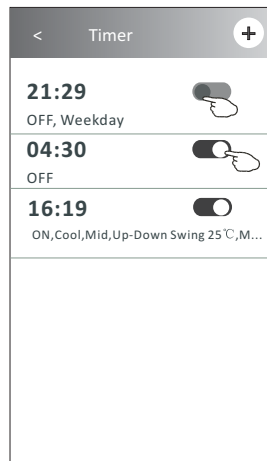 < Timer +
21:29
OFF, Weekday
04:30
OFF
16:19
ON,Cool,Mid,Up-Down Swing 25℃,M...